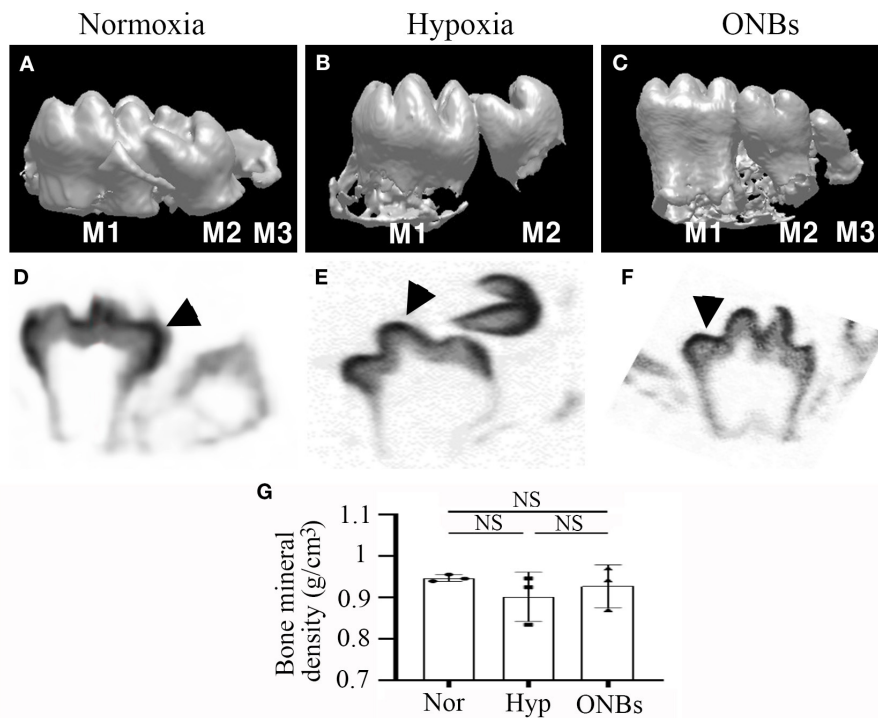 Normoxia Hypoxia ONBs
A B C
M1 M2 M3 M1 M2 M1 M2 M3
D E F
G
NS
NS NS
Bone mineral
density (g/cm³)
1.1
1
0.9
0.8
0.7
Nor Hyp ONBs